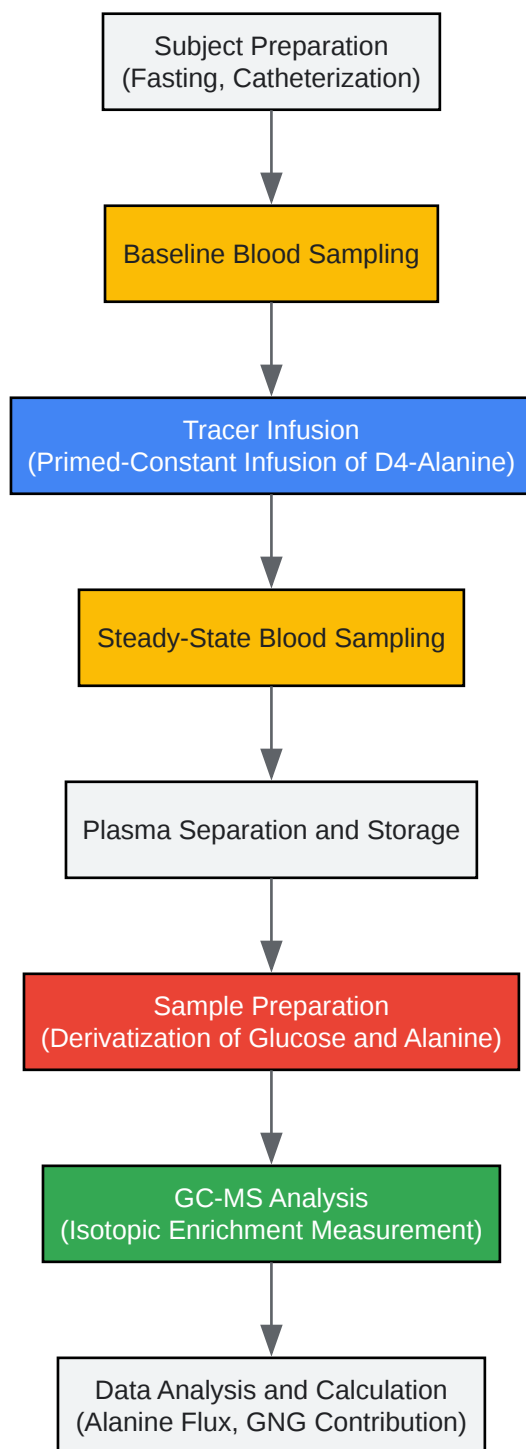 Subject Preparation
(Fasting, Catheterization)
Baseline Blood Sampling
Tracer Infusion
(Primed-Constant Infusion of D4-Alanine)
Steady-State Blood Sampling
Plasma Separation and Storage
Sample Preparation
(Derivatization of Glucose and Alanine)
GC-MS Analysis
(Isotopic Enrichment Measurement)
Data Analysis and Calculation
(Alanine Flux, GNG Contribution)